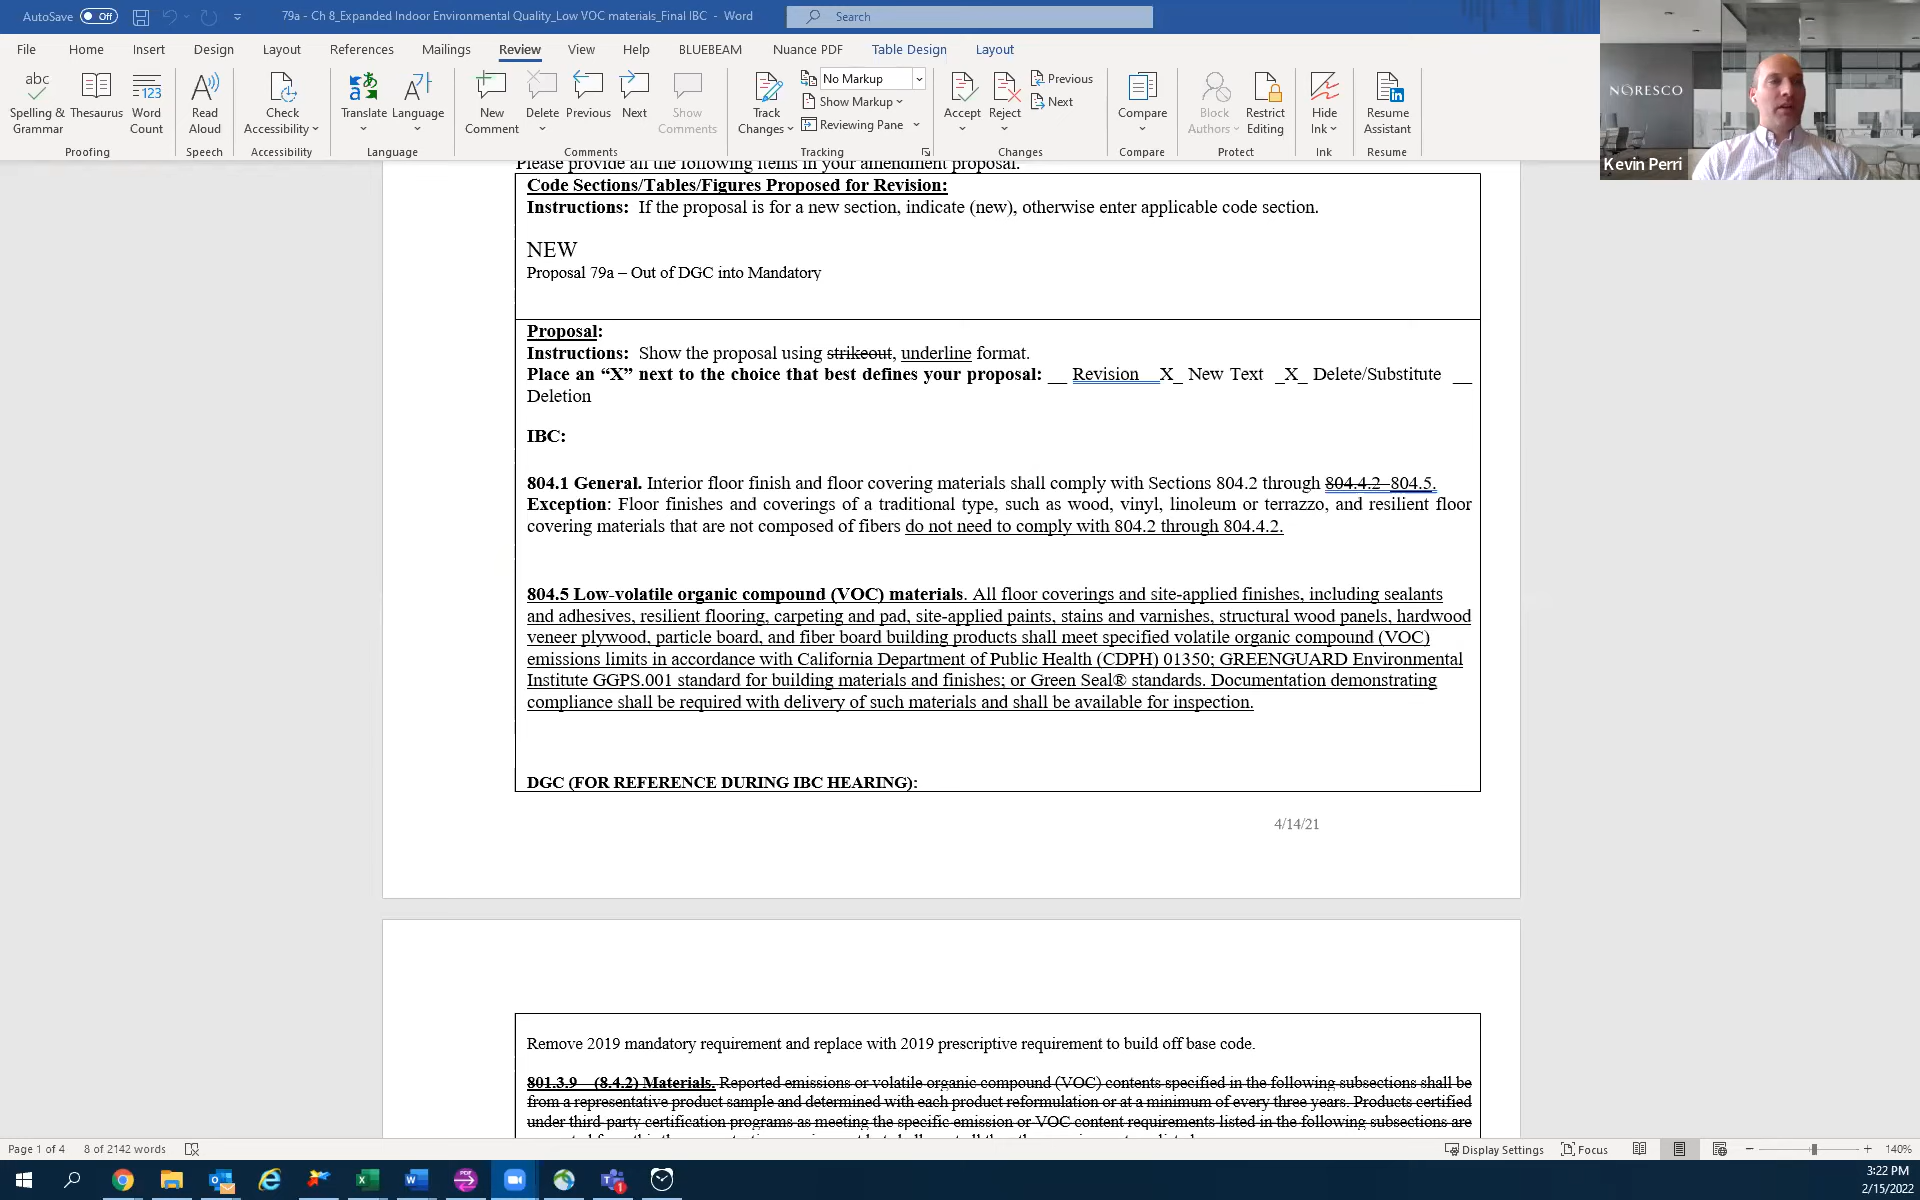 AutoSave Off 79a - Ch 8_Expanded Indoor Environmental Quality_Low VOC materials_Final IBC - Word Search
File Home Insert Design Layout References Mailings Review View Help BLUEBEAM Nuance PDF Table Design Layout
Spelling & Grammar
Thesaurus
Word Count
Read Aloud
Check Accessibility
Translate
Language
New Comment
Delete
Previous
Next
Show Comments
Track Changes
No Markup
Show Markup
Reviewing Pane
Accept
Reject
Previous
Next
Compare
Block Authors
Restrict Editing
Hide Ink
Resume Assistant
Proofing Speech Accessibility Language Comments Tracking Changes Compare Protect Ink Resume
NORESCO
Kevin Perri
Please provide all the following items in your amendment proposal.
Code Sections/Tables/Figures Proposed for Revision:
Instructions: If the proposal is for a new section, indicate (new), otherwise enter applicable code section.
NEW
Proposal 79a – Out of DGC into Mandatory
Proposal:
Instructions: Show the proposal using strikeout, underline format.
Place an “X” next to the choice that best defines your proposal: __ Revision __X_ New Text _X_ Delete/Substitute __
Deletion
IBC:
804.1 General. Interior floor finish and floor covering materials shall comply with Sections 804.2 through 804.4.2 804.5.
Exception: Floor finishes and coverings of a traditional type, such as wood, vinyl, linoleum or terrazzo, and resilient floor
covering materials that are not composed of fibers do not need to comply with 804.2 through 804.4.2.
804.5 Low-volatile organic compound (VOC) materials. All floor coverings and site-applied finishes, including sealants
and adhesives, resilient flooring, carpeting and pad, site-applied paints, stains and varnishes, structural wood panels, hardwood
veneer plywood, particle board, and fiber board building products shall meet specified volatile organic compound (VOC)
emissions limits in accordance with California Department of Public Health (CDPH) 01350; GREENGUARD Environmental
Institute GGPS.001 standard for building materials and finishes; or Green Seal® standards. Documentation demonstrating
compliance shall be required with delivery of such materials and shall be available for inspection.
DGC (FOR REFERENCE DURING IBC HEARING):
4/14/21
Remove 2019 mandatory requirement and replace with 2019 prescriptive requirement to build off base code.
801.3.9 (8.4.2) Materials. Reported emissions or volatile organic compound (VOC) contents specified in the following subsections shall be
from a representative product sample and determined with each product reformulation or at a minimum of every three years. Products certified
under third-party certification programs as meeting the specific emission or VOC content requirements listed in the following subsections are
Page 1 of 4 8 of 2142 words Display Settings Focus 140%
3:22 PM
2/15/2022